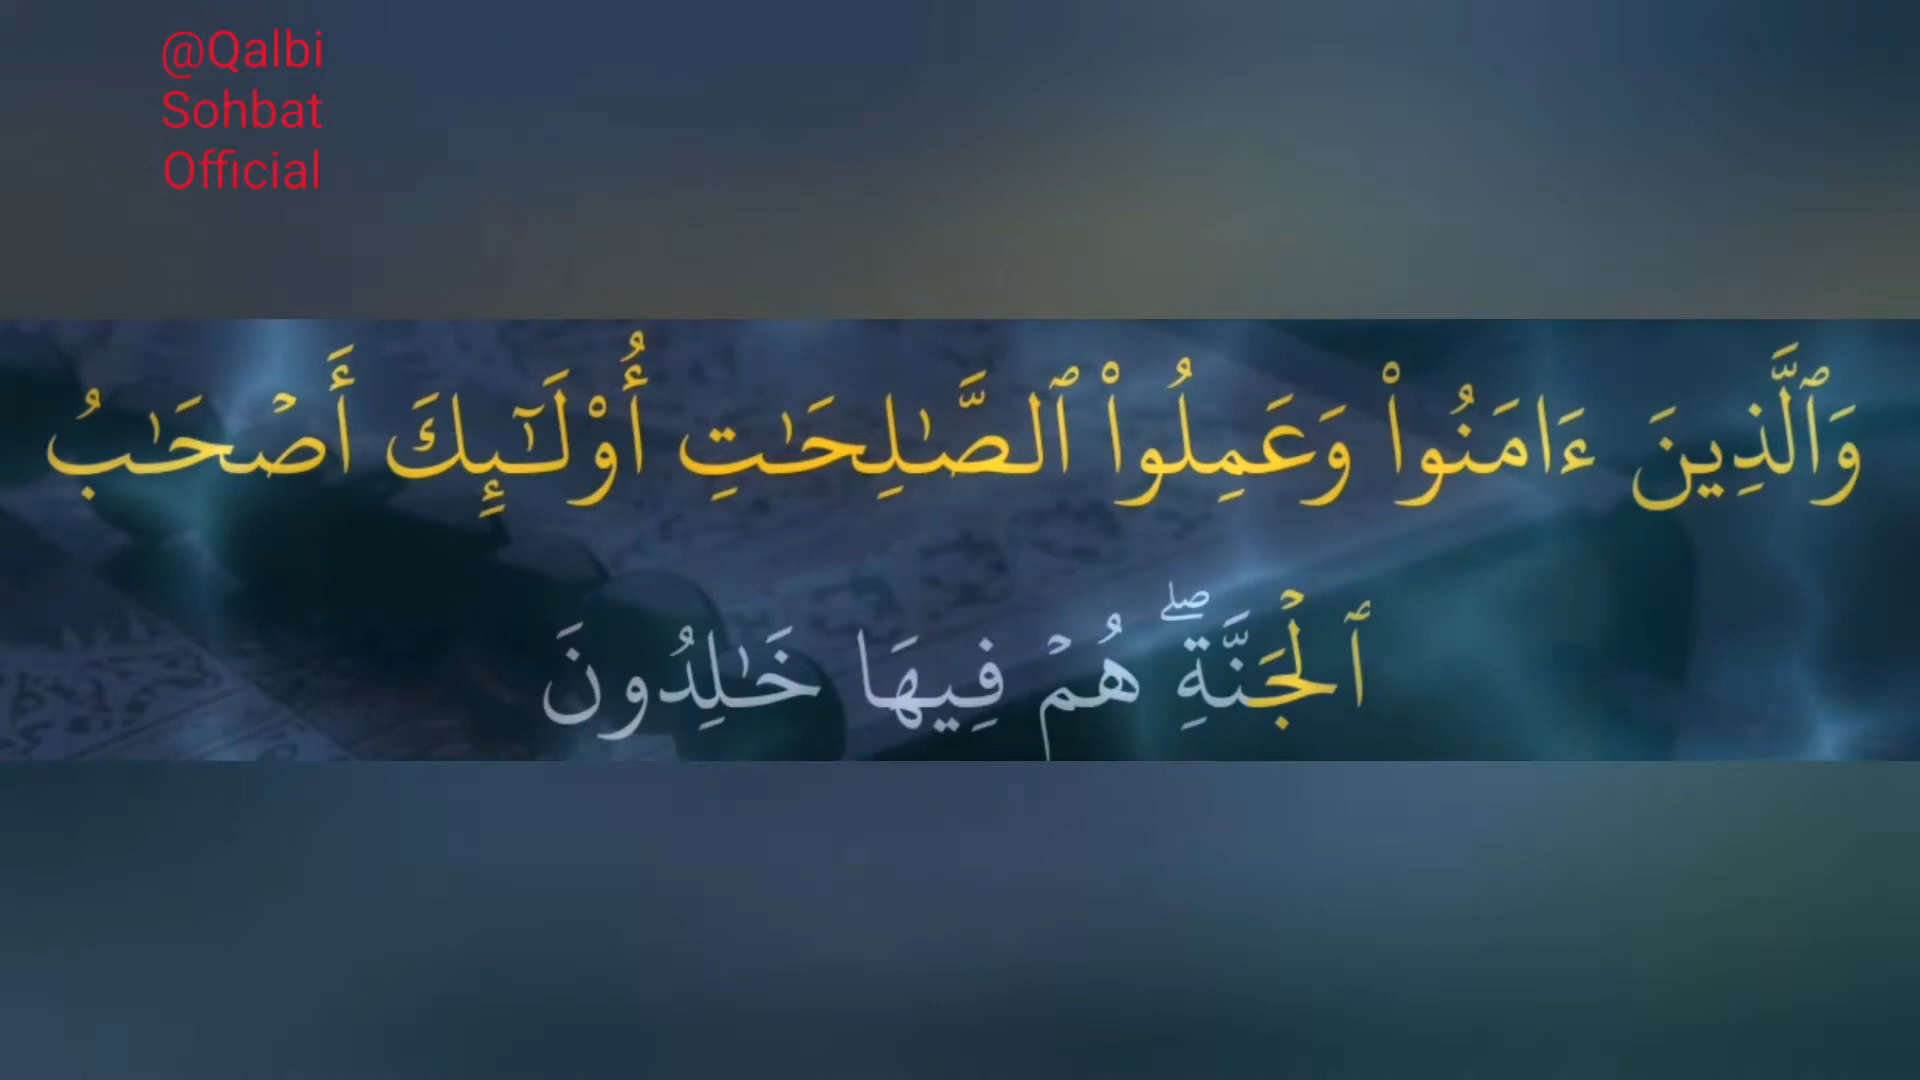 @Qalbi
Sohbat
Official
وَٱلَّذِينَ ءَامَنُوا۟ وَعَمِلُوا۟ ٱلصَّـٰلِحَـٰتِ أُو۟لَـٰٓئِكَ أَصۡحَـٰبُ
ٱلۡجَنَّةِۖ هُمۡ فِيهَا خَـٰلِدُونَ